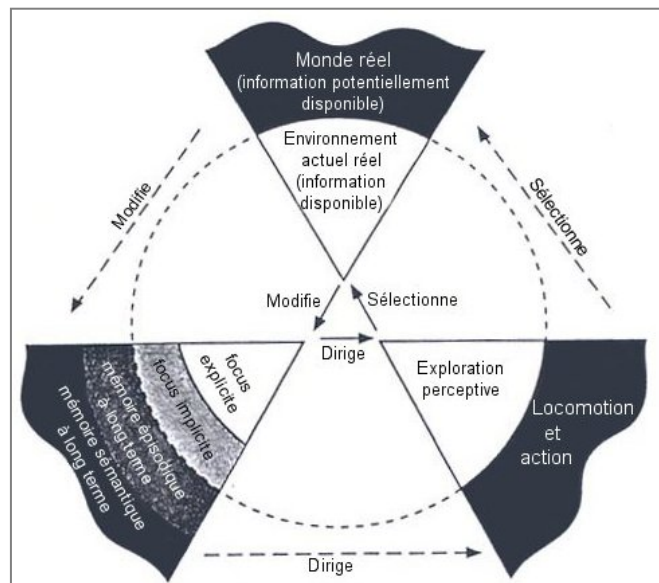 Monde réel
(information potentiellement
disponible)
Environnement
actuel réel
(information
disponible)
Modifie
Sélectionne
Modifie
Sélectionne
Dirige
focus
explicite
focus implicite
mémoire épisodique
à long terme
mémoire sémantique
à long terme
Exploration
perceptive
Locomotion
et
action
Dirige